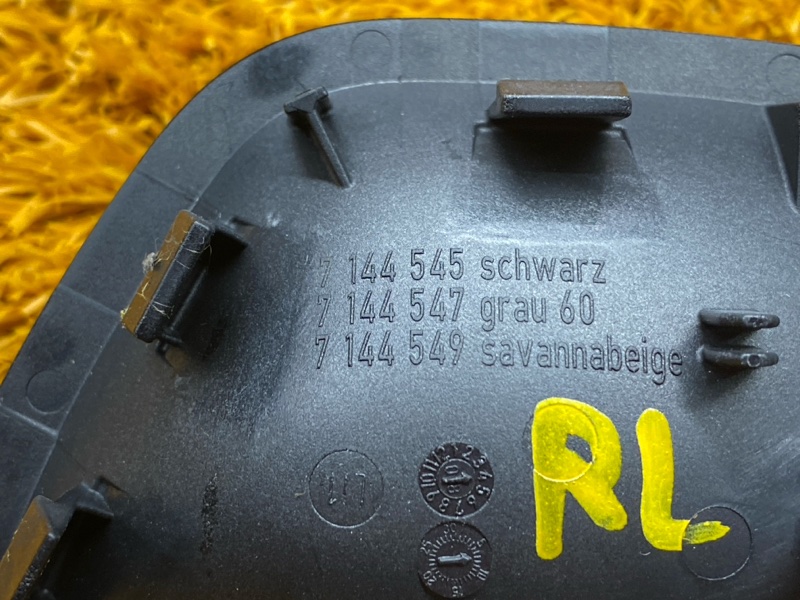 7 144 545 schwarz
7 144 547 grau 60
7 144 549 savannabeige
RL